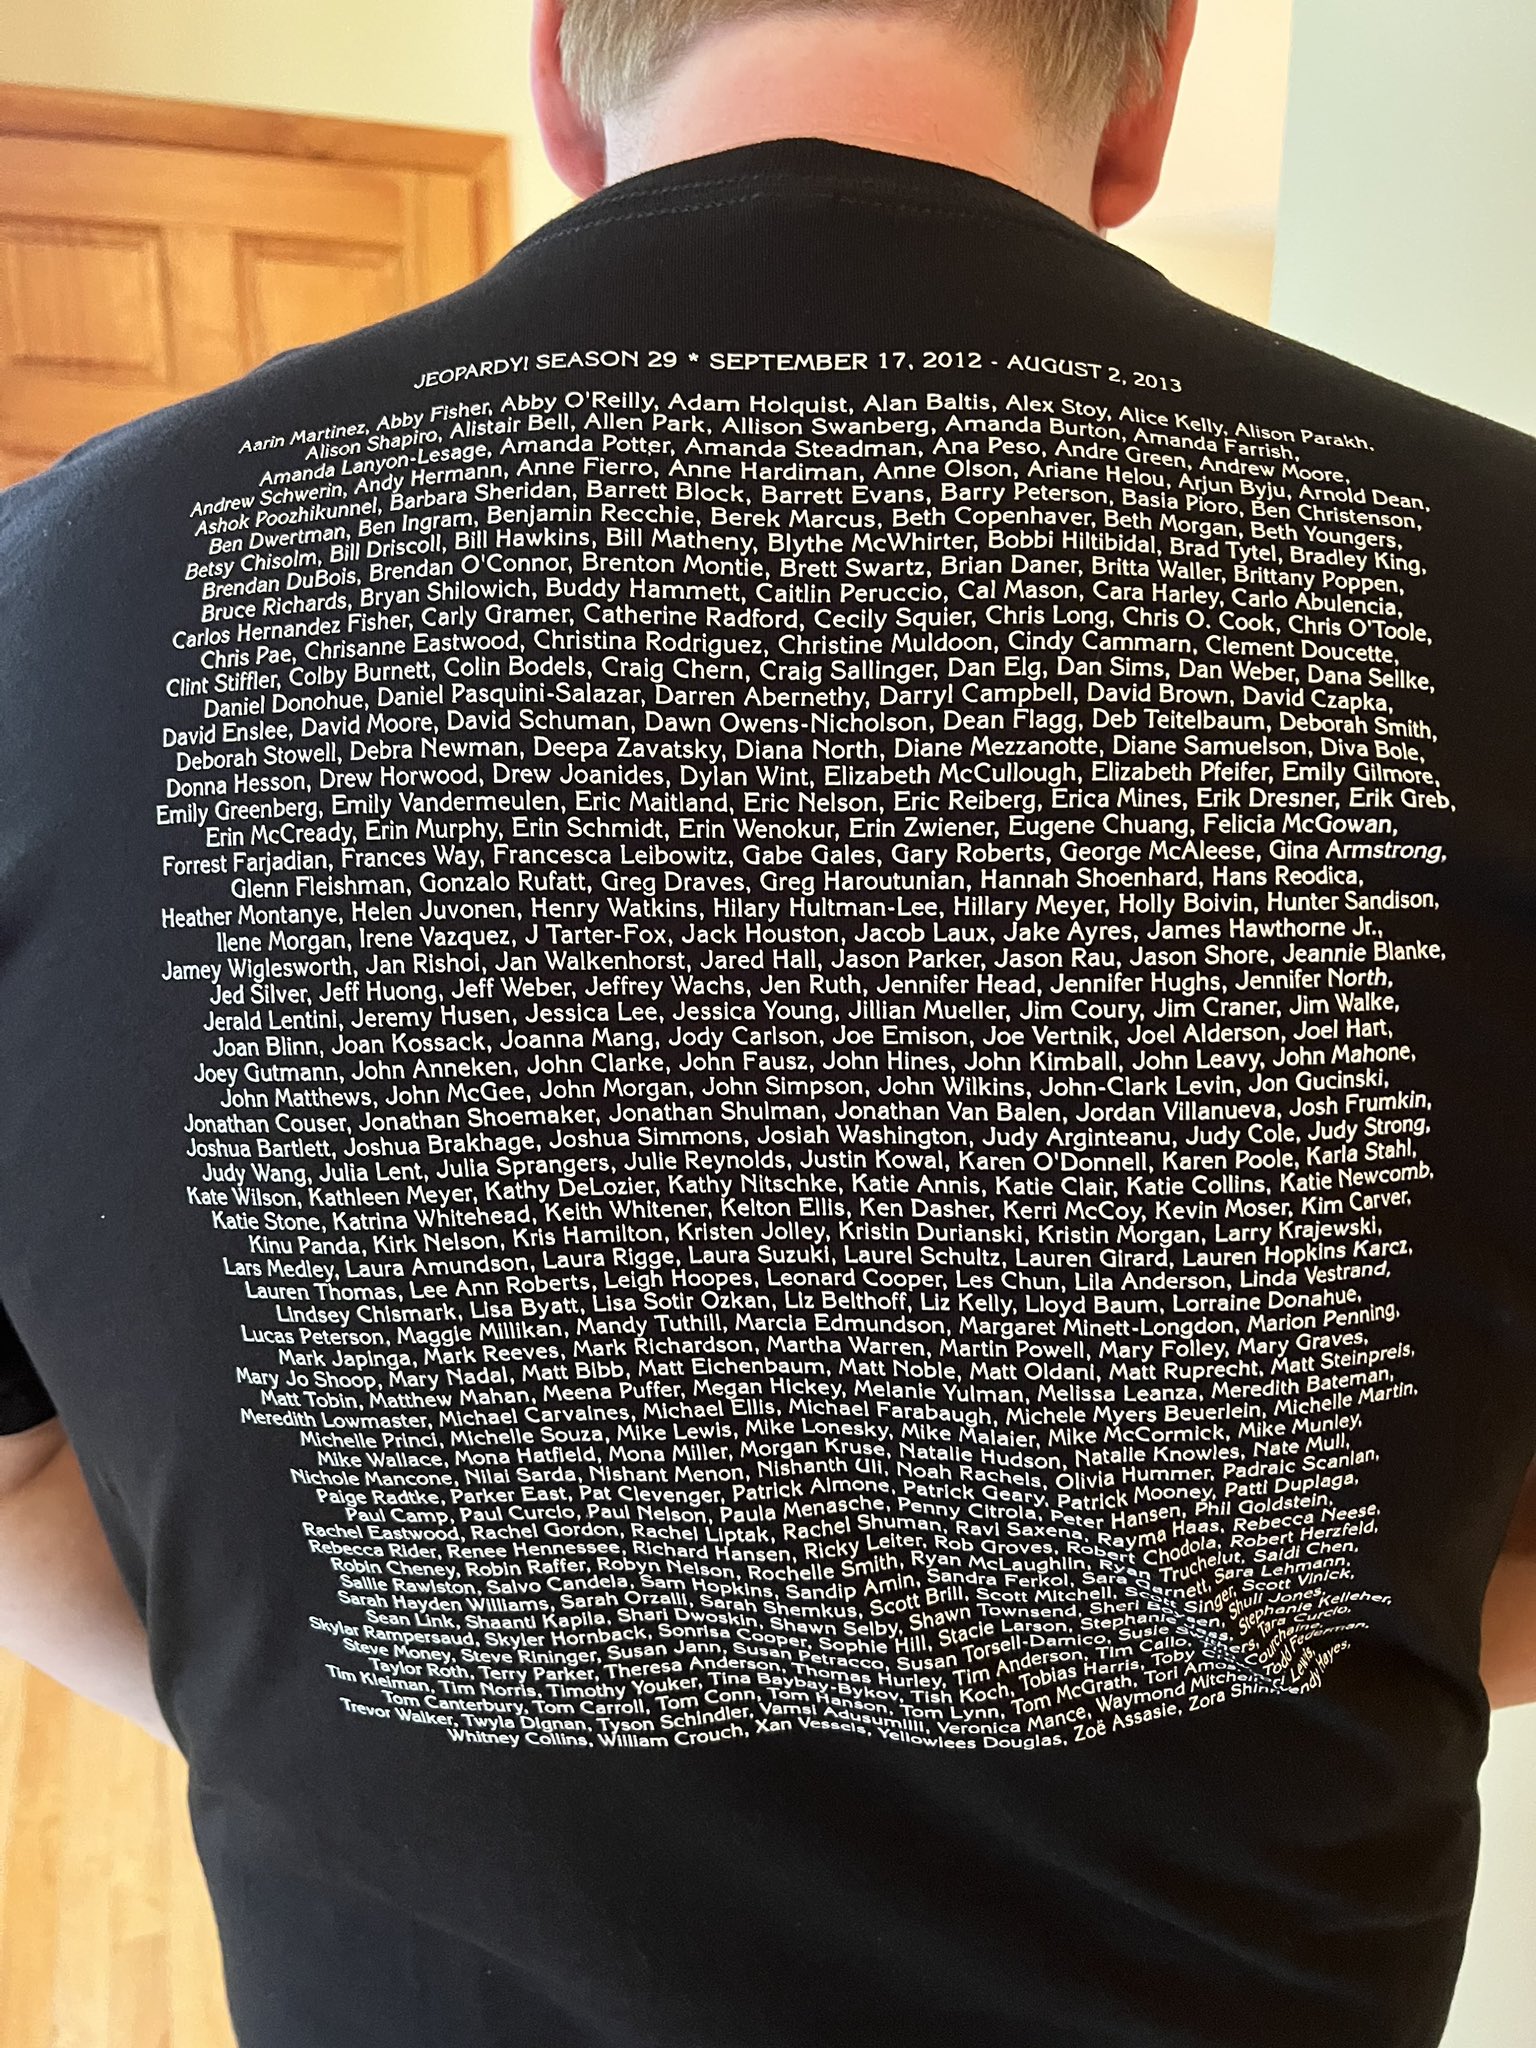 JEOPARDY! SEASON 29 * SEPTEMBER 17, 2012 - AUGUST 2, 2013
Aarin Martinez, Abby Fisher, Abby O'Reilly, Adam Holquist, Alan Baltis, Alex Stoy, Alice Kelly, Alison Parakh,
Alison Shapiro, Alistair Bell, Allen Park, Allison Swanberg, Amanda Burton, Amanda Farrish,
Amanda Lanyon-Lesage, Amanda Potter, Amanda Steadman, Ana Peso, Andre Green, Andrew Moore,
Andrew Schwerin, Andy Hermann, Anne Fierro, Anne Hardiman, Anne Olson, Ariane Helou, Arjun Byju, Arnold Dean,
Ashok Poozhikunnel, Barbara Sheridan, Barrett Block, Barrett Evans, Barry Peterson, Basia Pioro, Ben Christenson,
Ben Dwertman, Ben Ingram, Benjamin Recchie, Berek Marcus, Beth Copenhaver, Beth Morgan, Beth Youngers,
Betsy Chisolm, Bill Driscoll, Bill Hawkins, Bill Matheny, Blythe McWhirter, Bobbi Hiltibidal, Brad Tytel, Bradley King,
Brendan DuBois, Brendan O'Connor, Brenton Montie, Brett Swartz, Brian Daner, Britta Waller, Brittany Poppen,
Bruce Richards, Bryan Shilowich, Buddy Hammett, Caitlin Peruccio, Cal Mason, Cara Harley, Carlo Abulencia,
Carlos Hernandez Fisher, Carly Gramer, Catherine Radford, Cecily Squier, Chris Long, Chris O. Cook, Chris O'Toole,
Chris Pae, Chrisanne Eastwood, Christina Rodriguez, Christine Muldoon, Cindy Cammarn, Clement Doucette,
Clint Stiffler, Colby Burnett, Colin Bodels, Craig Chern, Craig Sallinger, Dan Elg, Dan Sims, Dan Weber, Dana Seilke,
Daniel Donohue, Daniel Pasquini-Salazar, Darren Abernethy, Darryl Campbell, David Brown, David Czapka,
David Enslee, David Moore, David Schuman, Dawn Owens-Nicholson, Dean Flagg, Deb Teitelbaum, Deborah Smith,
Deborah Stowell, Debra Newman, Deepa Zavatsky, Diana North, Diane Mezzanotte, Diane Samuelson, Diva Bole,
Donna Hesson, Drew Horwood, Drew Joanides, Dylan Wint, Elizabeth McCullough, Elizabeth Pfeifer, Emily Gilmore,
Emily Greenberg, Emily Vandermeulen, Eric Maitland, Eric Nelson, Eric Reiberg, Erica Mines, Erik Dresner, Erik Greb,
Erin McCready, Erin Murphy, Erin Schmidt, Erin Wenokur, Erin Zwiener, Eugene Chuang, Felicia McGowan,
Forrest Farjadian, Frances Way, Francesca Leibowitz, Gabe Gales, Gary Roberts, George McAleese, Gina Armstrong,
Glenn Fleishman, Gonzalo Rufatt, Greg Draves, Greg Haroutunian, Hannah Shoenhard, Hans Reodica,
Heather Montanye, Helen Juvonen, Henry Watkins, Hilary Hultman-Lee, Hillary Meyer, Holly Boivin, Hunter Sandison,
Ilene Morgan, Irene Vazquez, J Tarter-Fox, Jack Houston, Jacob Laux, Jake Ayres, James Hawthorne Jr.,
Jamey Wiglesworth, Jan Rishoi, Jan Walkenhorst, Jared Hall, Jason Parker, Jason Rau, Jason Shore, Jeannie Blanke,
Jed Silver, Jeff Huong, Jeff Weber, Jeffrey Wachs, Jen Ruth, Jennifer Head, Jennifer Hughs, Jennifer North,
Jerald Lentini, Jeremy Husen, Jessica Lee, Jessica Young, Jillian Mueller, Jim Coury, Jim Craner, Jim Walke,
Joan Blinn, Joan Kossack, Joanna Mang, Jody Carlson, Joe Emison, Joe Vertnik, Joel Alderson, Joel Hart,
Joey Gutmann, John Anneken, John Clarke, John Fausz, John Hines, John Kimball, John Leavy, John Mahone,
John Matthews, John McGee, John Morgan, John Simpson, John Wilkins, John-Clark Levin, Jon Gucinski,
Jonathan Couser, Jonathan Shoemaker, Jonathan Shulman, Jonathan Van Balen, Jordan Villanueva, Josh Frumkin,
Joshua Bartlett, Joshua Brakhage, Joshua Simmons, Josiah Washington, Judy Arginteanu, Judy Cole, Judy Strong,
Judy Wang, Julia Lent, Julia Sprangers, Julie Reynolds, Justin Kowal, Karen O'Donnell, Karen Poole, Karla Stahl,
Kate Wilson, Kathleen Meyer, Kathy DeLozier, Kathy Nitschke, Katie Annis, Katie Clair, Katie Collins, Katie Newcomb,
Katie Stone, Katrina Whitehead, Keith Whitener, Kelton Ellis, Ken Dasher, Kerri McCoy, Kevin Moser, Kim Carver,
Kinu Panda, Kirk Nelson, Kris Hamilton, Kristen Jolley, Kristin Durianski, Kristin Morgan, Larry Krajewski,
Lars Medley, Laura Amundson, Laura Rigge, Laura Suzuki, Laurel Schultz, Lauren Girard, Lauren Hopkins Karcz,
Lauren Thomas, Lee Ann Roberts, Leigh Hoopes, Leonard Cooper, Les Chun, Lila Anderson, Linda Vestrand,
Lindsey Chismark, Lisa Byatt, Lisa Sotir Ozkan, Liz Belthoff, Liz Kelly, Lloyd Baum, Lorraine Donahue,
Lucas Peterson, Maggie Millikan, Mandy Tuthill, Marcia Edmundson, Margaret Minett-Longdon, Marion Penning,
Mark Japinga, Mark Reeves, Mark Richardson, Martha Warren, Martin Powell, Mary Folley, Mary Graves,
Mary Jo Shoop, Mary Nadal, Matt Bibb, Matt Eichenbaum, Matt Noble, Matt Oldani, Matt Ruprecht, Matt Steinpreis,
Matt Tobin, Matthew Mahan, Meena Puffer, Megan Hickey, Melanie Yulman, Melissa Leanza, Meredith Bateman,
Meredith Lowmaster, Michael Carvaines, Michael Ellis, Michael Farabaugh, Michele Myers Beuerlein, Michelle Martin,
Michelle Princi, Michelle Souza, Mike Lewis, Mike Lonesky, Mike Malaier, Mike McCormick, Mike Munley,
Mike Wallace, Mona Hatfield, Mona Miller, Morgan Kruse, Natalie Hudson, Natalie Knowles, Nate Mull,
Nichole Mancone, Nilai Sarda, Nishant Menon, Nishanth Uli, Noah Rachels, Olivia Hummer, Padraic Scanlan,
Paige Radtke, Parker East, Pat Clevenger, Patrick Almone, Patrick Geary, Patrick Mooney, Patti Duplaga,
Paul Camp, Paul Curcio, Paul Nelson, Paula Menasche, Penny Citrola, Peter Hansen, Phil Goldstein,
Rachel Eastwood, Rachel Gordon, Rachel Liptak, Rachel Shuman, Ravi Saxena, Rayma Haas, Rebecca Neese,
Rebecca Rider, Renee Hennessee, Richard Hansen, Ricky Leiter, Rob Groves, Robert Chodola, Robert Herzfeld,
Robin Cheney, Robin Raffer, Robyn Nelson, Rochelle Smith, Ryan McLaughlin, Ryan Truchelut, Saldi Chen,
Sallie Rawlston, Salvo Candela, Sam Hopkins, Sandip Amin, Sandra Ferkol, Sara Garnett, Sara Lehmann,
Sarah Hayden Williams, Sarah Orzalli, Sarah Shemkus, Scott Brill, Scott Mitchell, Scott Singer, Scott Vinick,
Sean Link, Shaanti Kapila, Shari Dwoskin, Shawn Selby, Shawn Townsend, Sheri Shuli Jones,
Skylar Rampersaud, Skyler Hornback, Sonrisa Cooper, Sophie Hill, Stacie Larson, Stephanie Stephanie Kelleher,
Steve Money, Steve Rininger, Susan Jann, Susan Petracco, Susan Torsell-Damico, Susie Tara Curcio,
Taylor Roth, Terry Parker, Theresa Anderson, Thomas Hurley, Tim Anderson, Tim Callo,
Tim Kleiman, Tim Norris, Timothy Youker, Tina Baybay-Bykov, Tish Koch, Tobias Harris, Toby Todd Federman,
Tom Canterbury, Tom Carroll, Tom Conn, Tom Hanson, Tom Lynn, Tom McGrath, Tori Amos, Lewis,
Trevor Walker, Twyla Dignan, Tyson Schindler, Vamsi Adusumilli, Veronica Mance, Waymond Mitchell, Hayes,
Whitney Collins, William Crouch, Xan Vessels, Yellowlees Douglas, Zoë Assasie, Zora